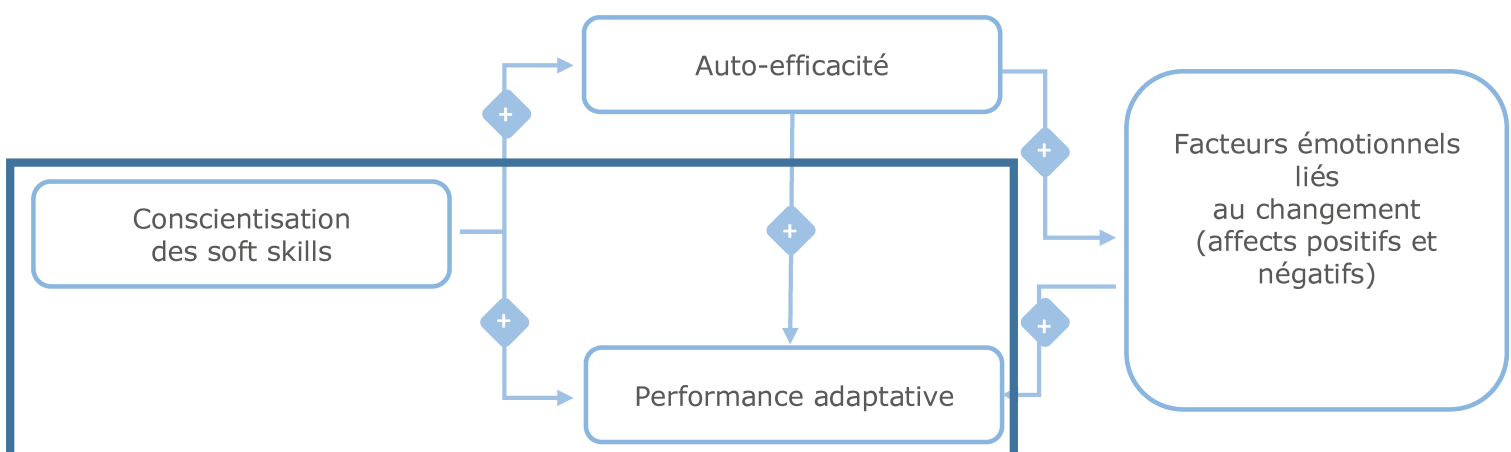 Auto-efficacité
+
+
Facteurs émotionnels
liés
au changement
(affects positifs et
négatifs)
Conscientisation
des soft skills
+
+
+
Performance adaptative